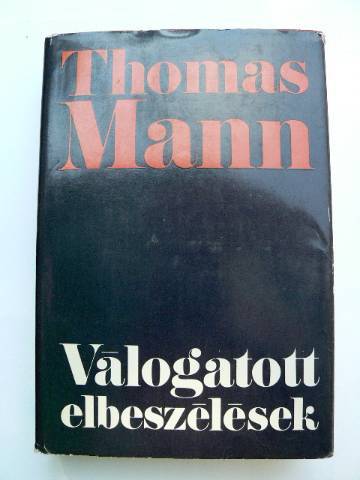 Thomas
Mann
Válogatott
elbeszélések